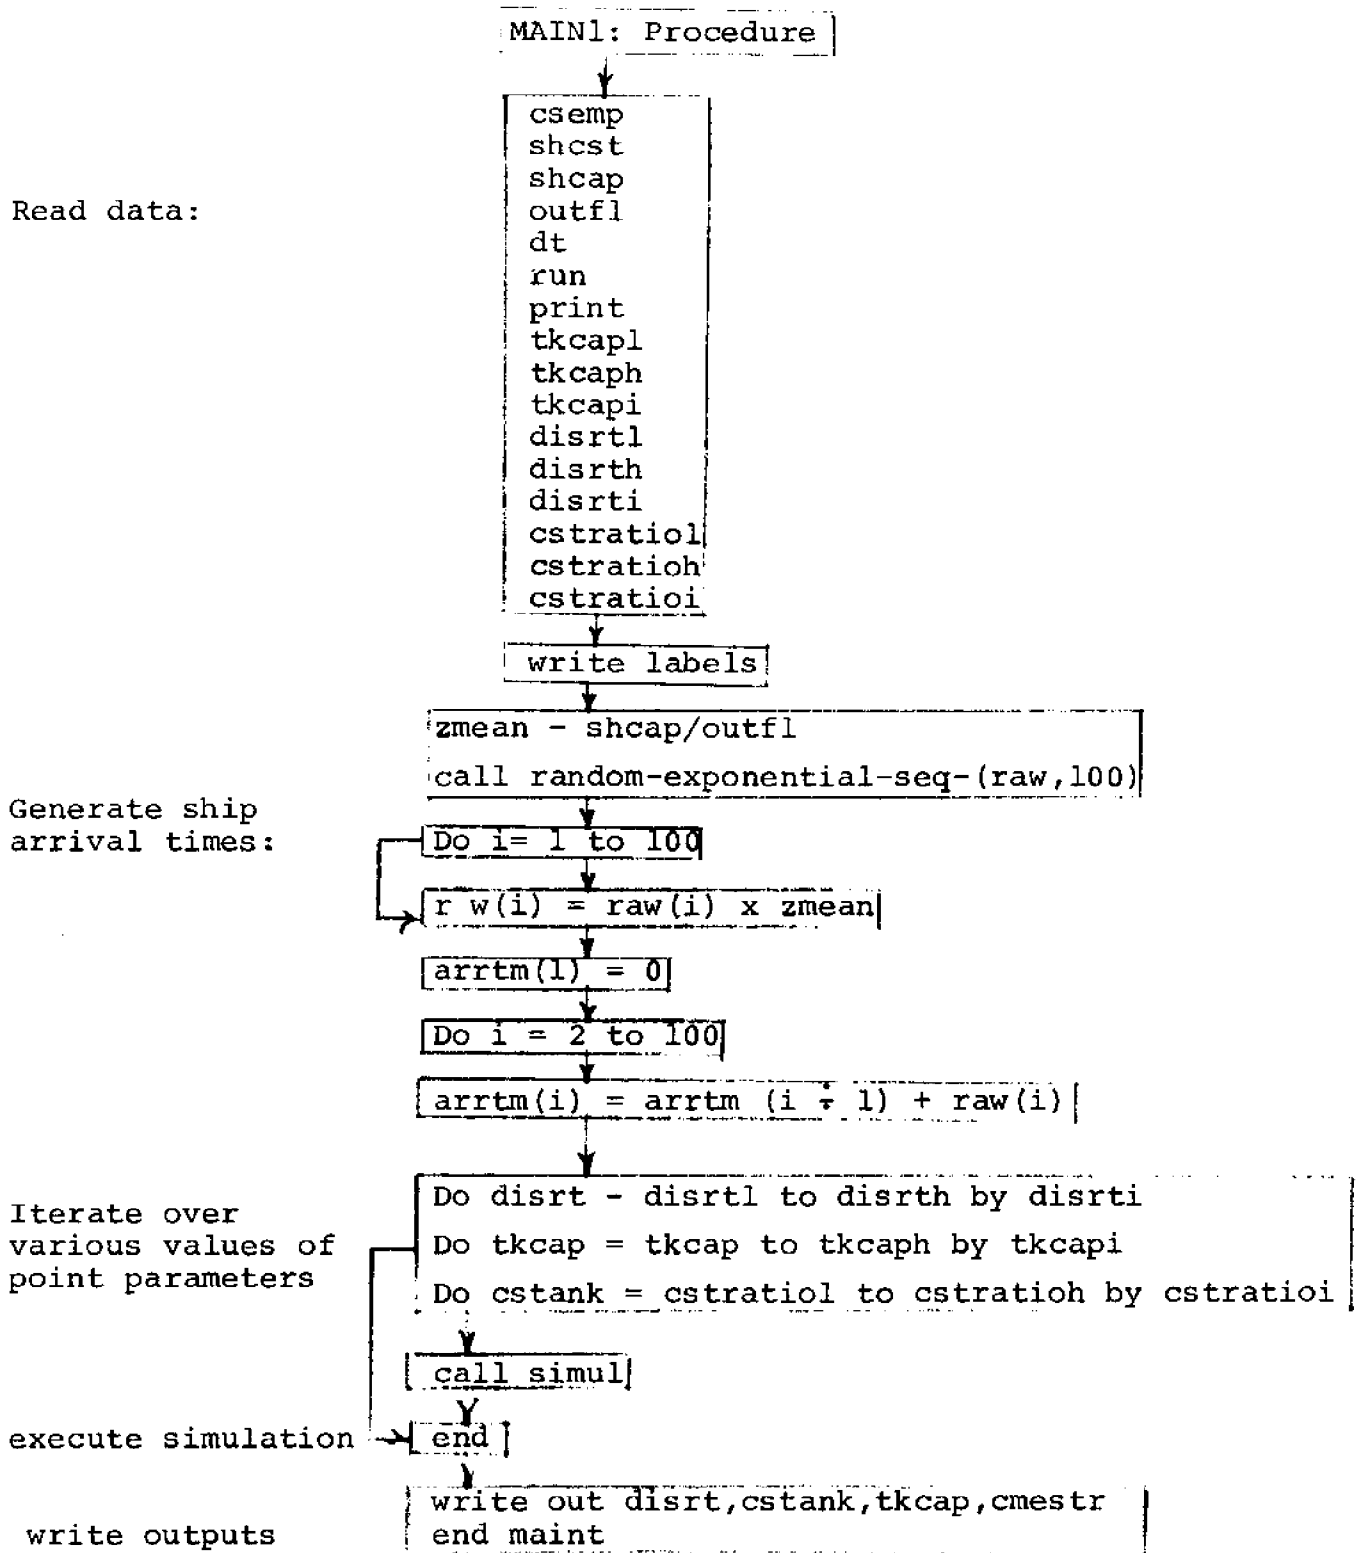 MAIN1: Procedure
Read data:
csemp
shcst
shcap
outfl
dt
run
print
tkcapl
tkcaph
tkcapi
disrtl
disrth
disrti
cstratiol
cstratioh
cstratioi
write labels
zmean - shcap/outfl
call random-exponential-seq-(raw,100)
Generate ship
arrival times:
Do i= 1 to 100
r w(i) = raw(i) x zmean
arrtm(1) = 0
Do i = 2 to 100
arrtm(i) = arrtm (i ÷ 1) + raw(i)
Iterate over
various values of
point parameters
Do disrt - disrtl to disrth by disrti
Do tkcap = tkcap to tkcaph by tkcapi
Do cstank = cstratiol to cstratioh by cstratioi
call simul
execute simulation
end
write outputs
write out disrt,cstank,tkcap,cmestr
end maint